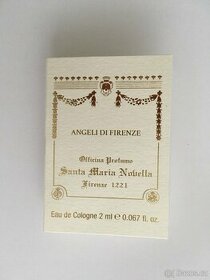 ANGELI DI FIRENZE
Officina Profumo
Santa Maria Novella
Firenze 1221
Eau de Cologne 2 ml ℮ 0.067 fl. oz.